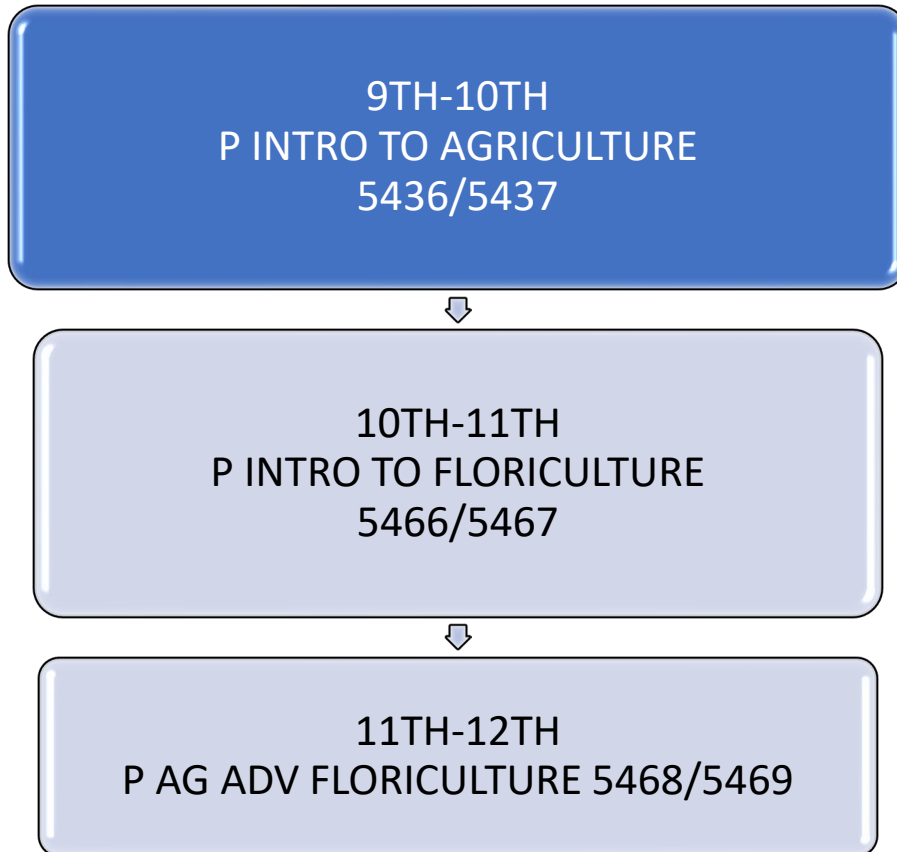 9TH-10TH
P INTRO TO AGRICULTURE
5436/5437
10TH-11TH
P INTRO TO FLORICULTURE
5466/5467
11TH-12TH
P AG ADV FLORICULTURE 5468/5469